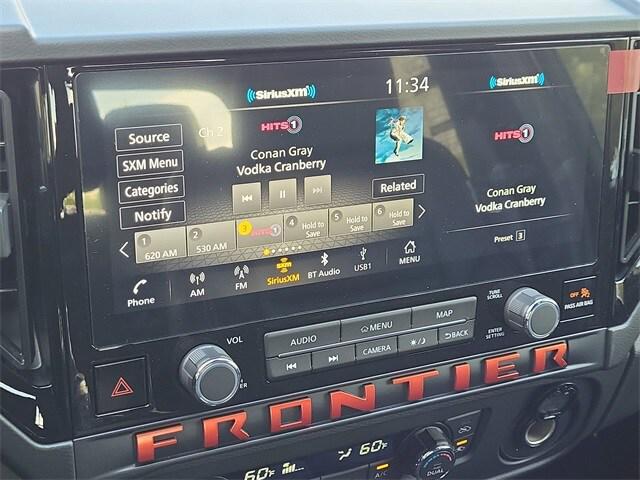 ((SiriusXM))
11:34
((SiriusXM))
Source
Ch 2
HITS1
SXM Menu
Conan Gray
Vodka Cranberry
HITS1
Categories
Related
Conan Gray
Vodka Cranberry
Notify
1 620 AM
2 530 AM
3 HITS1
4 Hold to Save
5 Hold to Save
6 Hold to Save
Preset 3
Phone
AM
FM
SXM
SiriusXM
BT Audio
USB1
MENU
OFF
PASS AIR BAG
TUNE
SCROLL
VOL
AUDIO
MENU
MAP
CAMERA
BACK
ENTER
SETTING
FRONTIER
60°F
60°F
A/C
DUAL